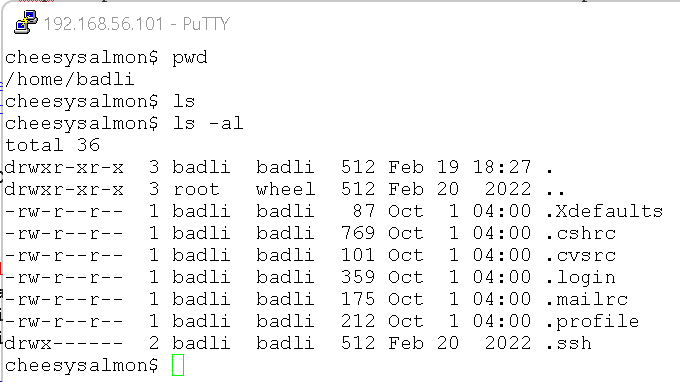 192.168.56.101 - PuTTY
cheesysalmon$ pwd
/home/badli
cheesysalmon$ ls
cheesysalmon$ ls -al
total 36
drwxr-xr-x  3 badli  badli  512 Feb 19 18:27 .
drwxr-xr-x  3 root   wheel  512 Feb 20  2022 ..
-rw-r--r--  1 badli  badli   87 Oct  1 04:00 .Xdefaults
-rw-r--r--  1 badli  badli  769 Oct  1 04:00 .cshrc
-rw-r--r--  1 badli  badli  101 Oct  1 04:00 .cvsrc
-rw-r--r--  1 badli  badli  359 Oct  1 04:00 .login
-rw-r--r--  1 badli  badli  175 Oct  1 04:00 .mailrc
-rw-r--r--  1 badli  badli  212 Oct  1 04:00 .profile
drwx------  2 badli  badli  512 Feb 20  2022 .ssh
cheesysalmon$